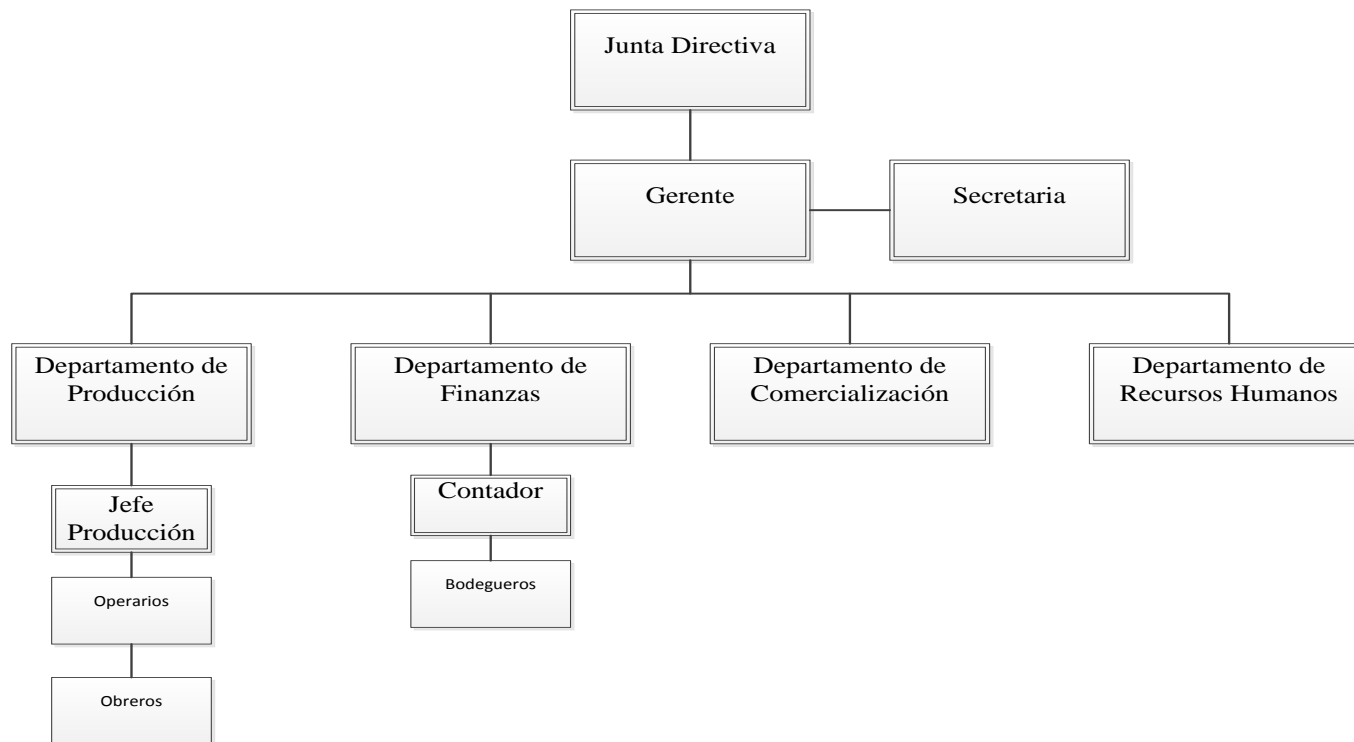 Junta Directiva
Gerente
Secretaria
Departamento de
Producción
Departamento de
Finanzas
Departamento de
Comercialización
Departamento de
Recursos Humanos
Jefe
Producción
Contador
Operarios
Bodegueros
Obreros